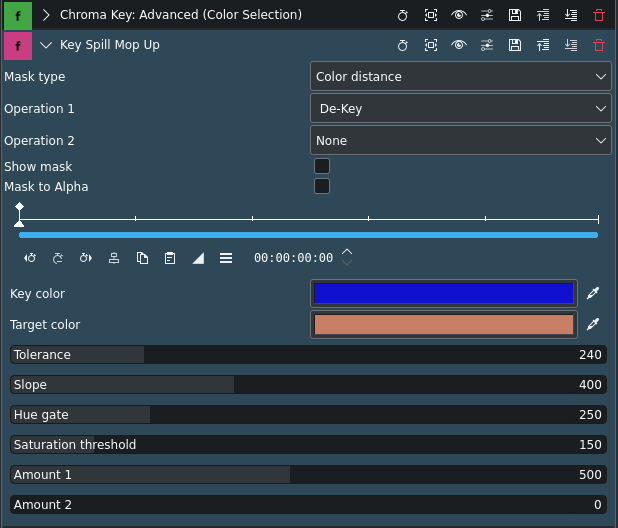 f Chroma Key: Advanced (Color Selection)
f Key Spill Mop Up
Mask type Color distance
Operation 1 De-Key
Operation 2 None
Show mask
Mask to Alpha
00:00:00:00
Key color
Target color
Tolerance 240
Slope 400
Hue gate 250
Saturation threshold 150
Amount 1 500
Amount 2 0